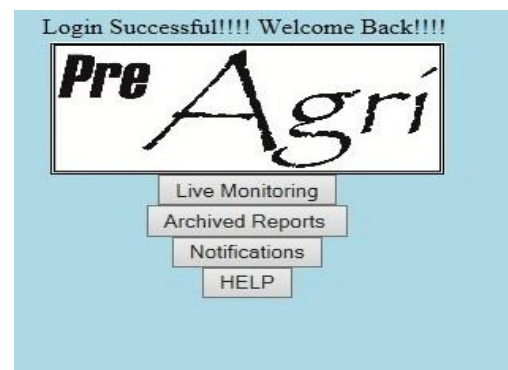 Login Successful!!!! Welcome Back!!!!
Pre Agri
Live Monitoring
Archived Reports
Notifications
HELP